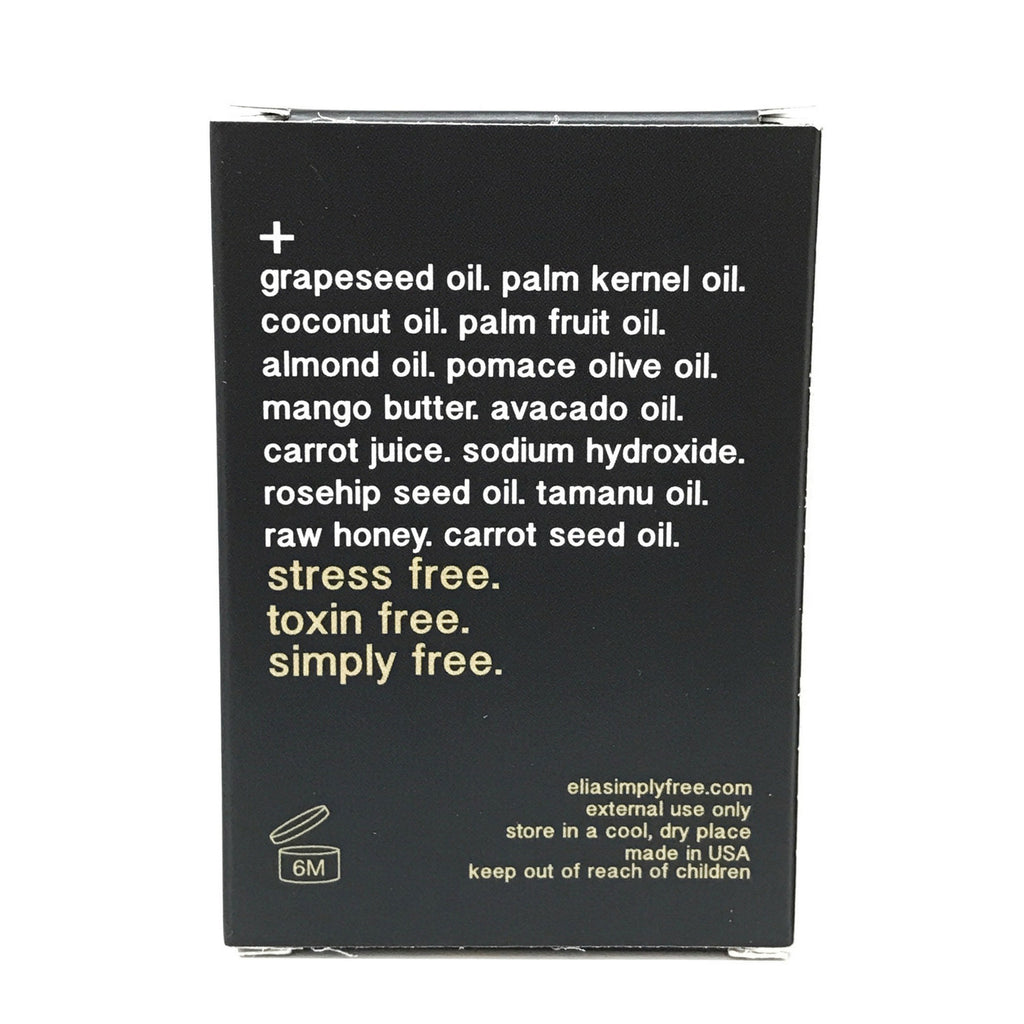 +
grapeseed oil. palm kernel oil.
coconut oil. palm fruit oil.
almond oil. pomace olive oil.
mango butter. avacado oil.
carrot juice. sodium hydroxide.
rosehip seed oil. tamanu oil.
raw honey. carrot seed oil.
stress free.
toxin free.
simply free.
eliasimplyfree.com
external use only
store in a cool, dry place
made in USA
keep out of reach of children
6M